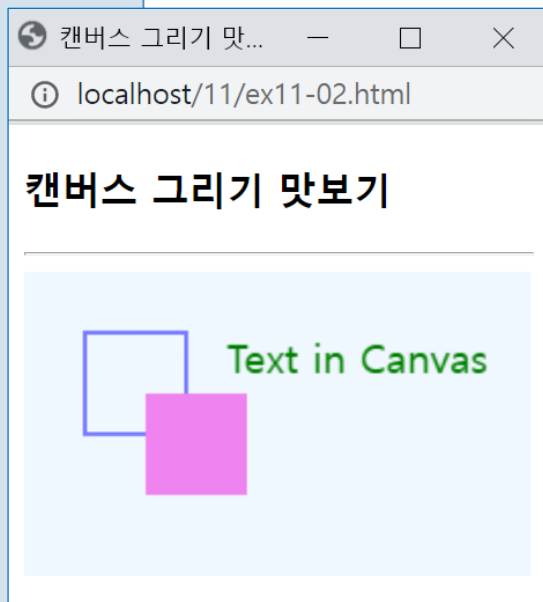 캔버스 그리기 맛...
localhost/11/ex11-02.html
캔버스 그리기 맛보기
Text in Canvas